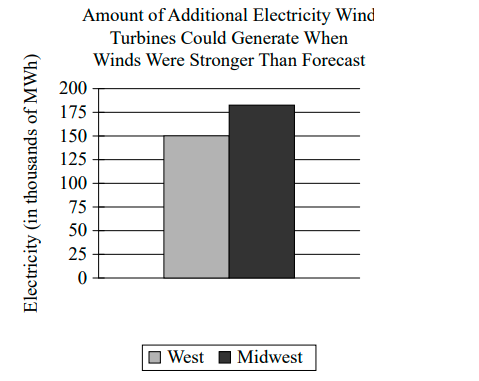 Amount of Additional Electricity Wind
Turbines Could Generate When
Winds Were Stronger Than Forecast
Electricity (in thousands of MWh)
200
175
150
125
100
75
50
25
0
West Midwest